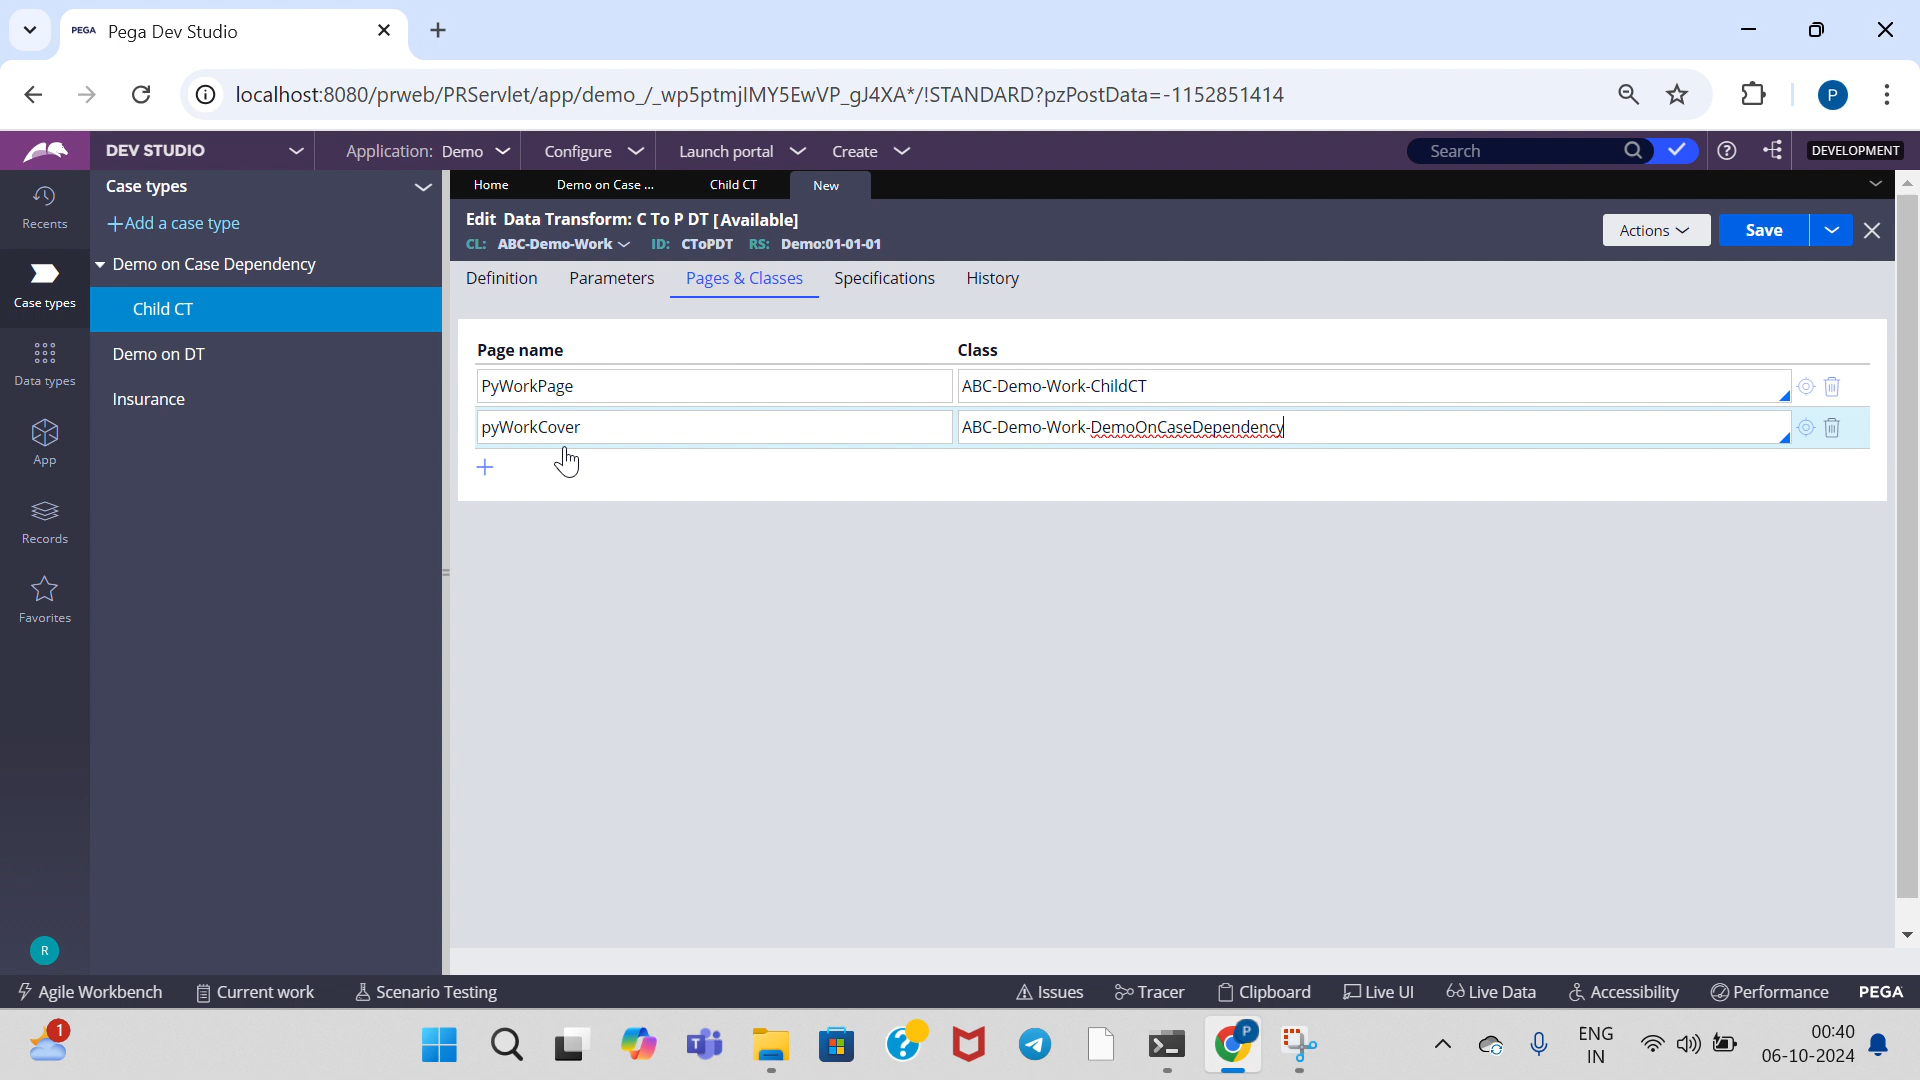 PEGA Pega Dev Studio
localhost:8080/prweb/PRServlet/app/demo_/_wp5ptmjIMY5EwVP_gJ4XA*/!STANDARD?pzPostData=-1152851414
P
DEV STUDIO
Application: Demo
Configure
Launch portal
Create
Search
DEVELOPMENT
Recents
Case types
Data types
App
Records
Favorites
R
Case types
+Add a case type
Demo on Case Dependency
Child CT
Demo on DT
Insurance
Home
Demo on Case ...
Child CT
New
Edit Data Transform: C To P DT [Available]
CL: ABC-Demo-Work ID: CToPDT RS: Demo:01-01-01
Actions
Save
Definition
Parameters
Pages & Classes
Specifications
History
Page name Class
PyWorkPage ABC-Demo-Work-ChildCT
pyWorkCover ABC-Demo-Work-DemoOnCaseDependency
Agile Workbench
Current work
Scenario Testing
Issues
Tracer
Clipboard
Live UI
Live Data
Accessibility
Performance
PEGA
1
P
ENG
IN
00:40
06-10-2024